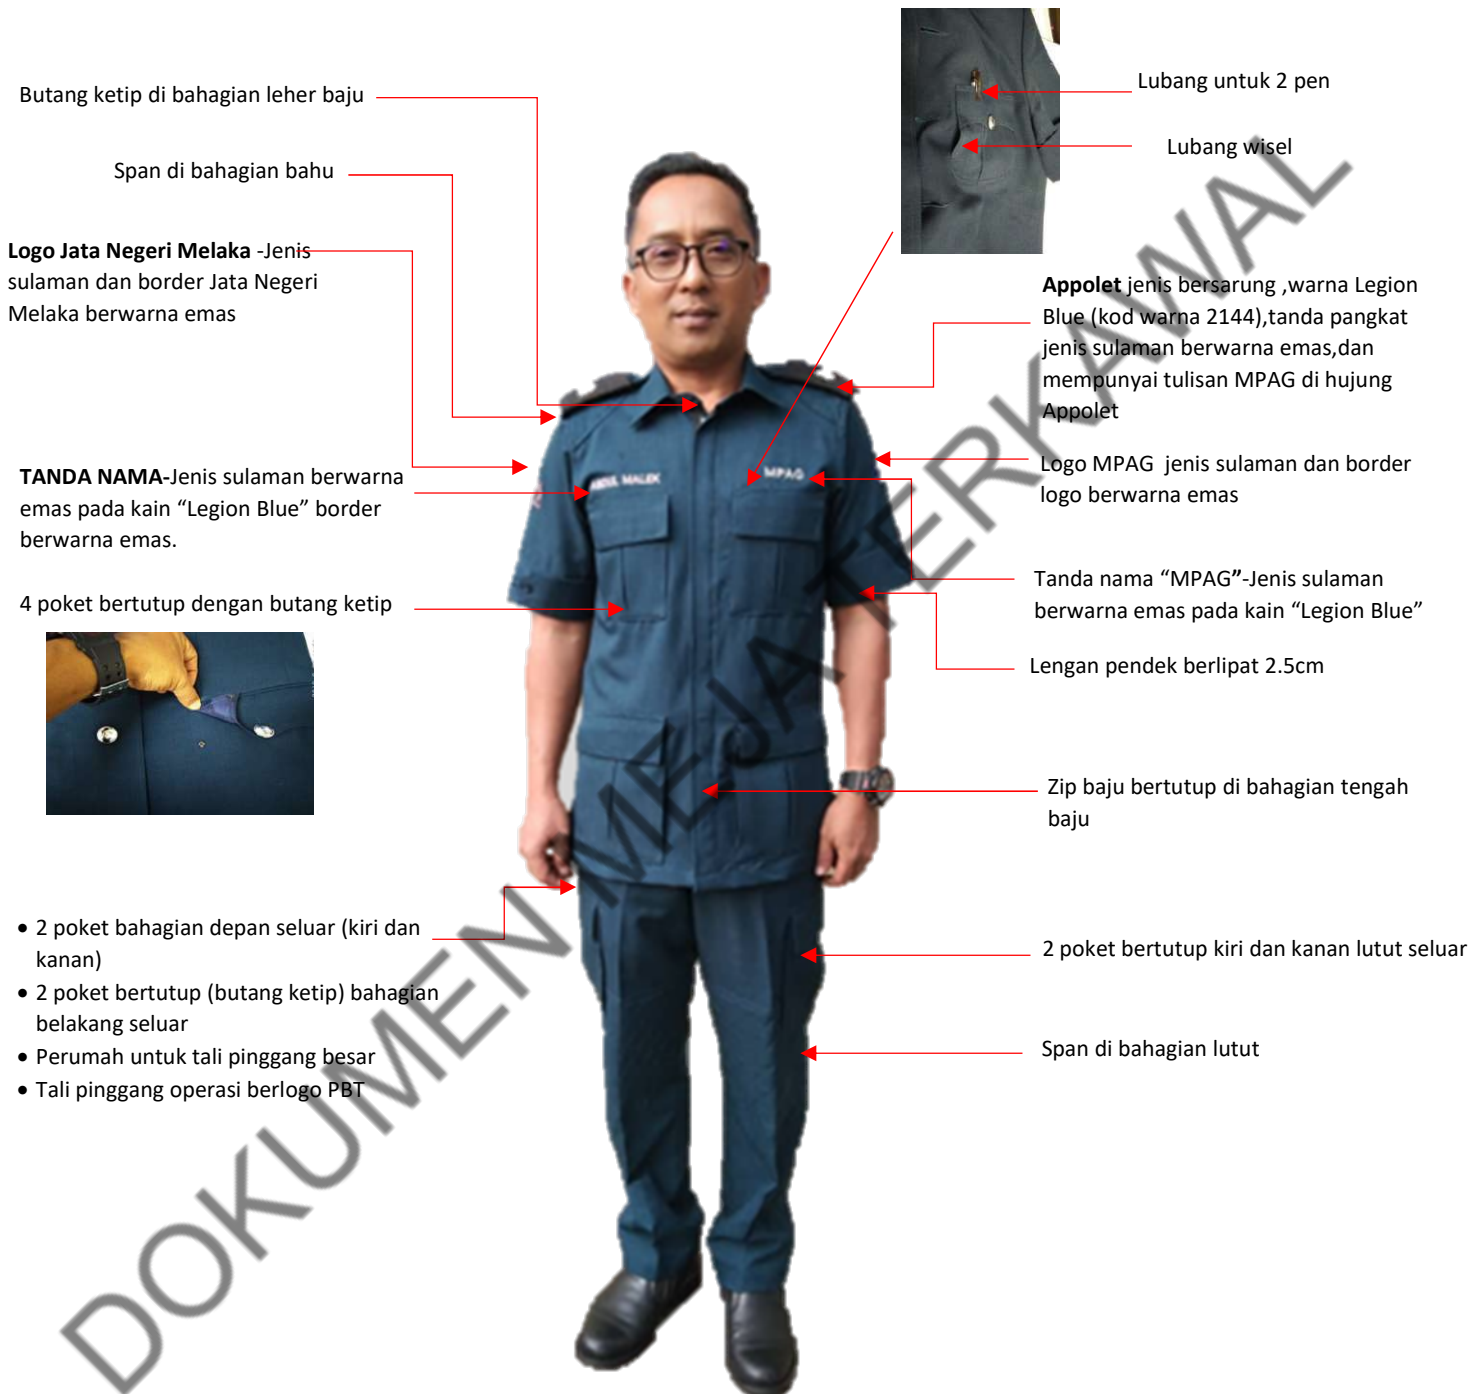 Butang ketip di bahagian leher baju
Span di bahagian bahu
Logo Jata Negeri Melaka -Jenis
sulaman dan border Jata Negeri
Melaka berwarna emas
TANDA NAMA-Jenis sulaman berwarna
emas pada kain “Legion Blue” border
berwarna emas.
4 poket bertutup dengan butang ketip
• 2 poket bahagian depan seluar (kiri dan
kanan)
• 2 poket bertutup (butang ketip) bahagian
belakang seluar
• Perumah untuk tali pinggang besar
• Tali pinggang operasi berlogo PBT
ABDUL MALEK
MPAG
Lubang untuk 2 pen
Lubang wisel
Appolet jenis bersarung ,warna Legion
Blue (kod warna 2144),tanda pangkat
jenis sulaman berwarna emas,dan
mempunyai tulisan MPAG di hujung
Appolet
Logo MPAG  jenis sulaman dan border
logo berwarna emas
Tanda nama “MPAG”-Jenis sulaman
berwarna emas pada kain “Legion Blue”
Lengan pendek berlipat 2.5cm
Zip baju bertutup di bahagian tengah
baju
2 poket bertutup kiri dan kanan lutut seluar
Span di bahagian lutut
DOKUMEN MEJA TERKAWAL